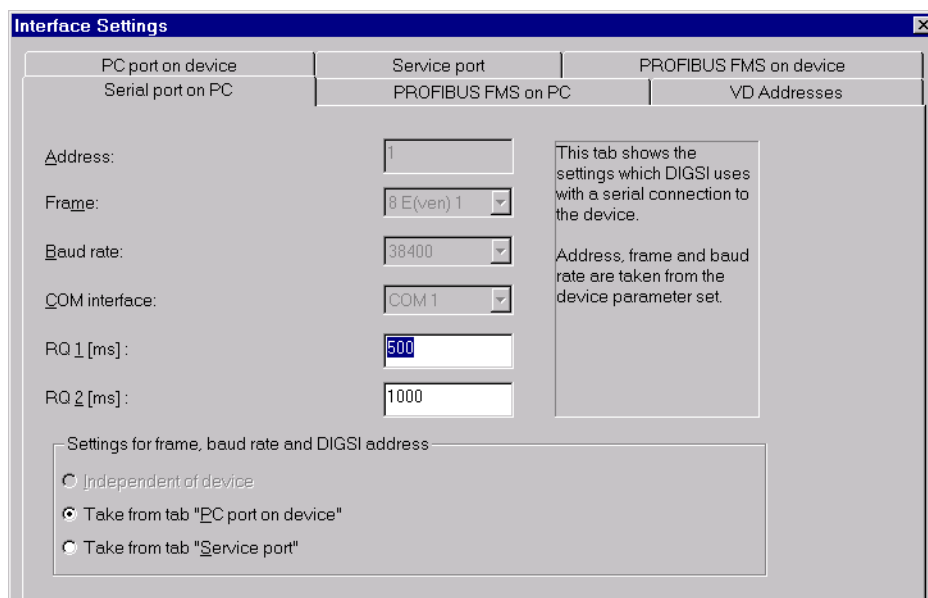 Interface Settings
PC port on device
Service port
PROFIBUS FMS on device
Serial port on PC
PROFIBUS FMS on PC
VD Addresses
Address:
1
Frame:
8 E(ven) 1
Baud rate:
38400
COM interface:
COM 1
RQ 1 [ms] :
500
RQ 2 [ms] :
1000
This tab shows the
settings which DIGSI uses
with a serial connection to
the device.
Address, frame and baud
rate are taken from the
device parameter set.
Settings for frame, baud rate and DIGSI address
Independent of device
Take from tab "PC port on device"
Take from tab "Service port"